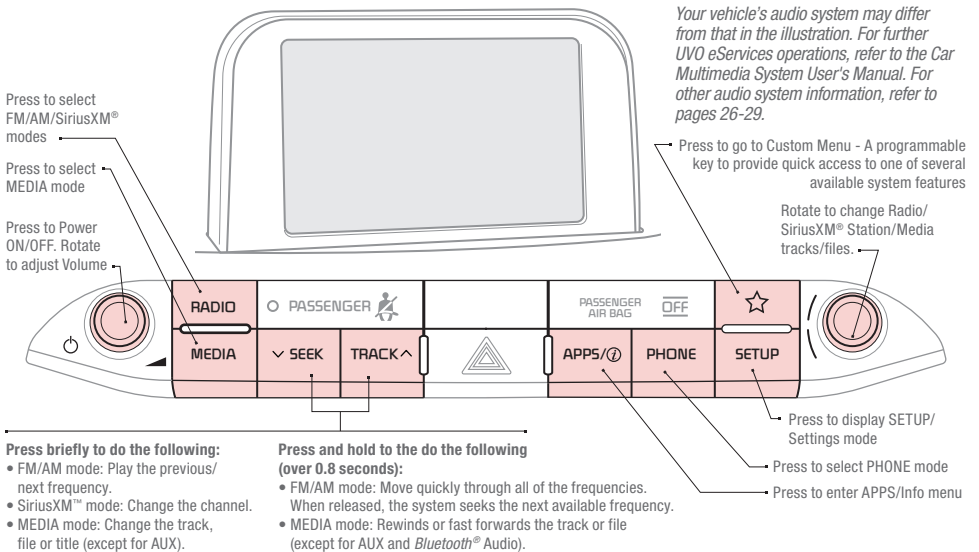 Your vehicle's audio system may differ
from that in the illustration. For further
UVO eServices operations, refer to the Car
Multimedia System User's Manual. For
other audio system information, refer to
pages 26-29.
Press to select
FM/AM/SiriusXM®
modes
Press to select
MEDIA mode
Press to Power
ON/OFF. Rotate
to adjust Volume
Press to go to Custom Menu - A programmable
key to provide quick access to one of several
available system features
Rotate to change Radio/
SiriusXM® Station/Media
tracks/files.
RADIO
PASSENGER
PASSENGER
AIR BAG
OFF
MEDIA
SEEK
TRACK
APPS/i
PHONE
SETUP
Press to display SETUP/
Settings mode
Press to select PHONE mode
Press to enter APPS/Info menu
Press briefly to do the following:
• FM/AM mode: Play the previous/
next frequency.
• SiriusXM™ mode: Change the channel.
• MEDIA mode: Change the track,
file or title (except for AUX).
Press and hold to the do the following
(over 0.8 seconds):
• FM/AM mode: Move quickly through all of the frequencies.
When released, the system seeks the next available frequency.
• MEDIA mode: Rewinds or fast forwards the track or file
(except for AUX and Bluetooth® Audio).